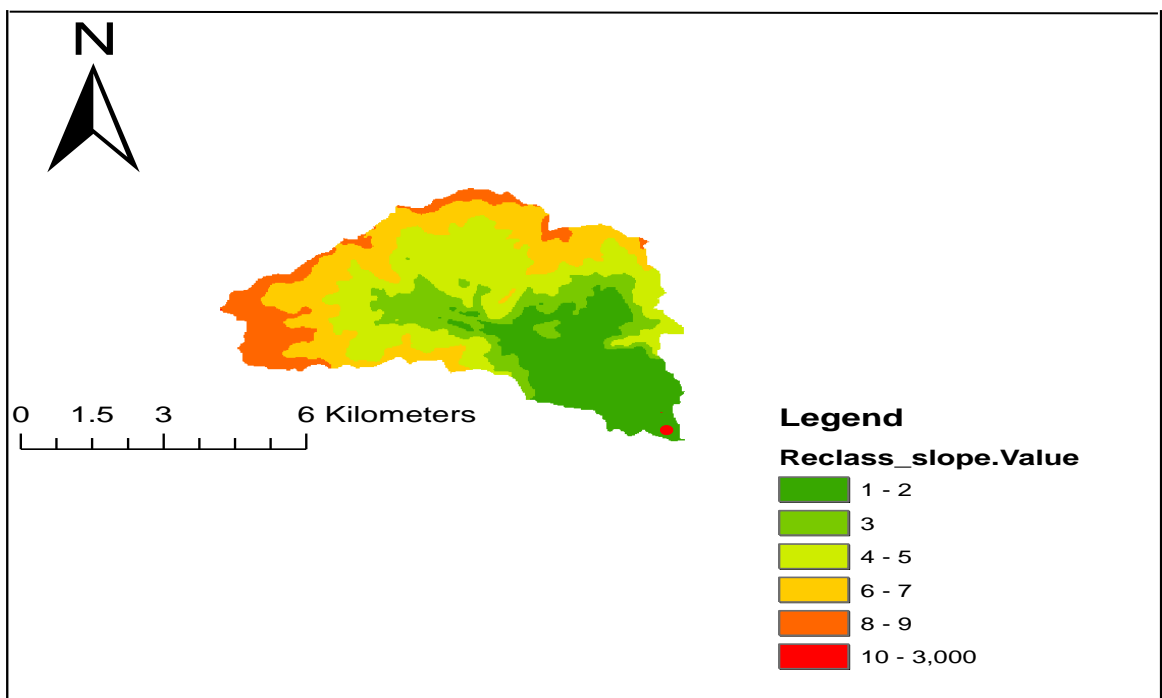 N
0 1.5 3 6 Kilometers
Legend
Reclass_slope.Value
1 - 2
3
4 - 5
6 - 7
8 - 9
10 - 3,000